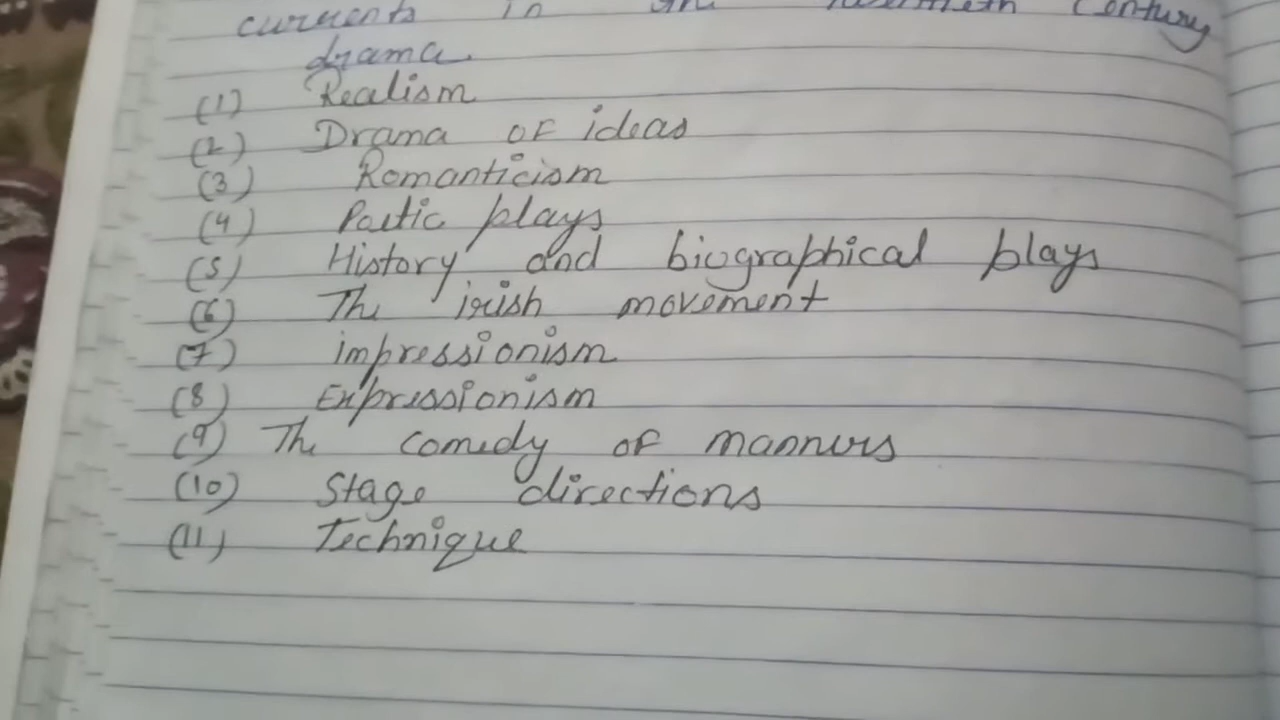 currents in the twentieth Century
drama
(1) Realism
(2) Drama of ideas
(3) Romanticism
(4) Poetic plays
(5) History and biographical plays
(6) The irish movement
(7) impressionism
(8) Expressionism
(9) The comedy of manners
(10) Stage directions
(11) Technique